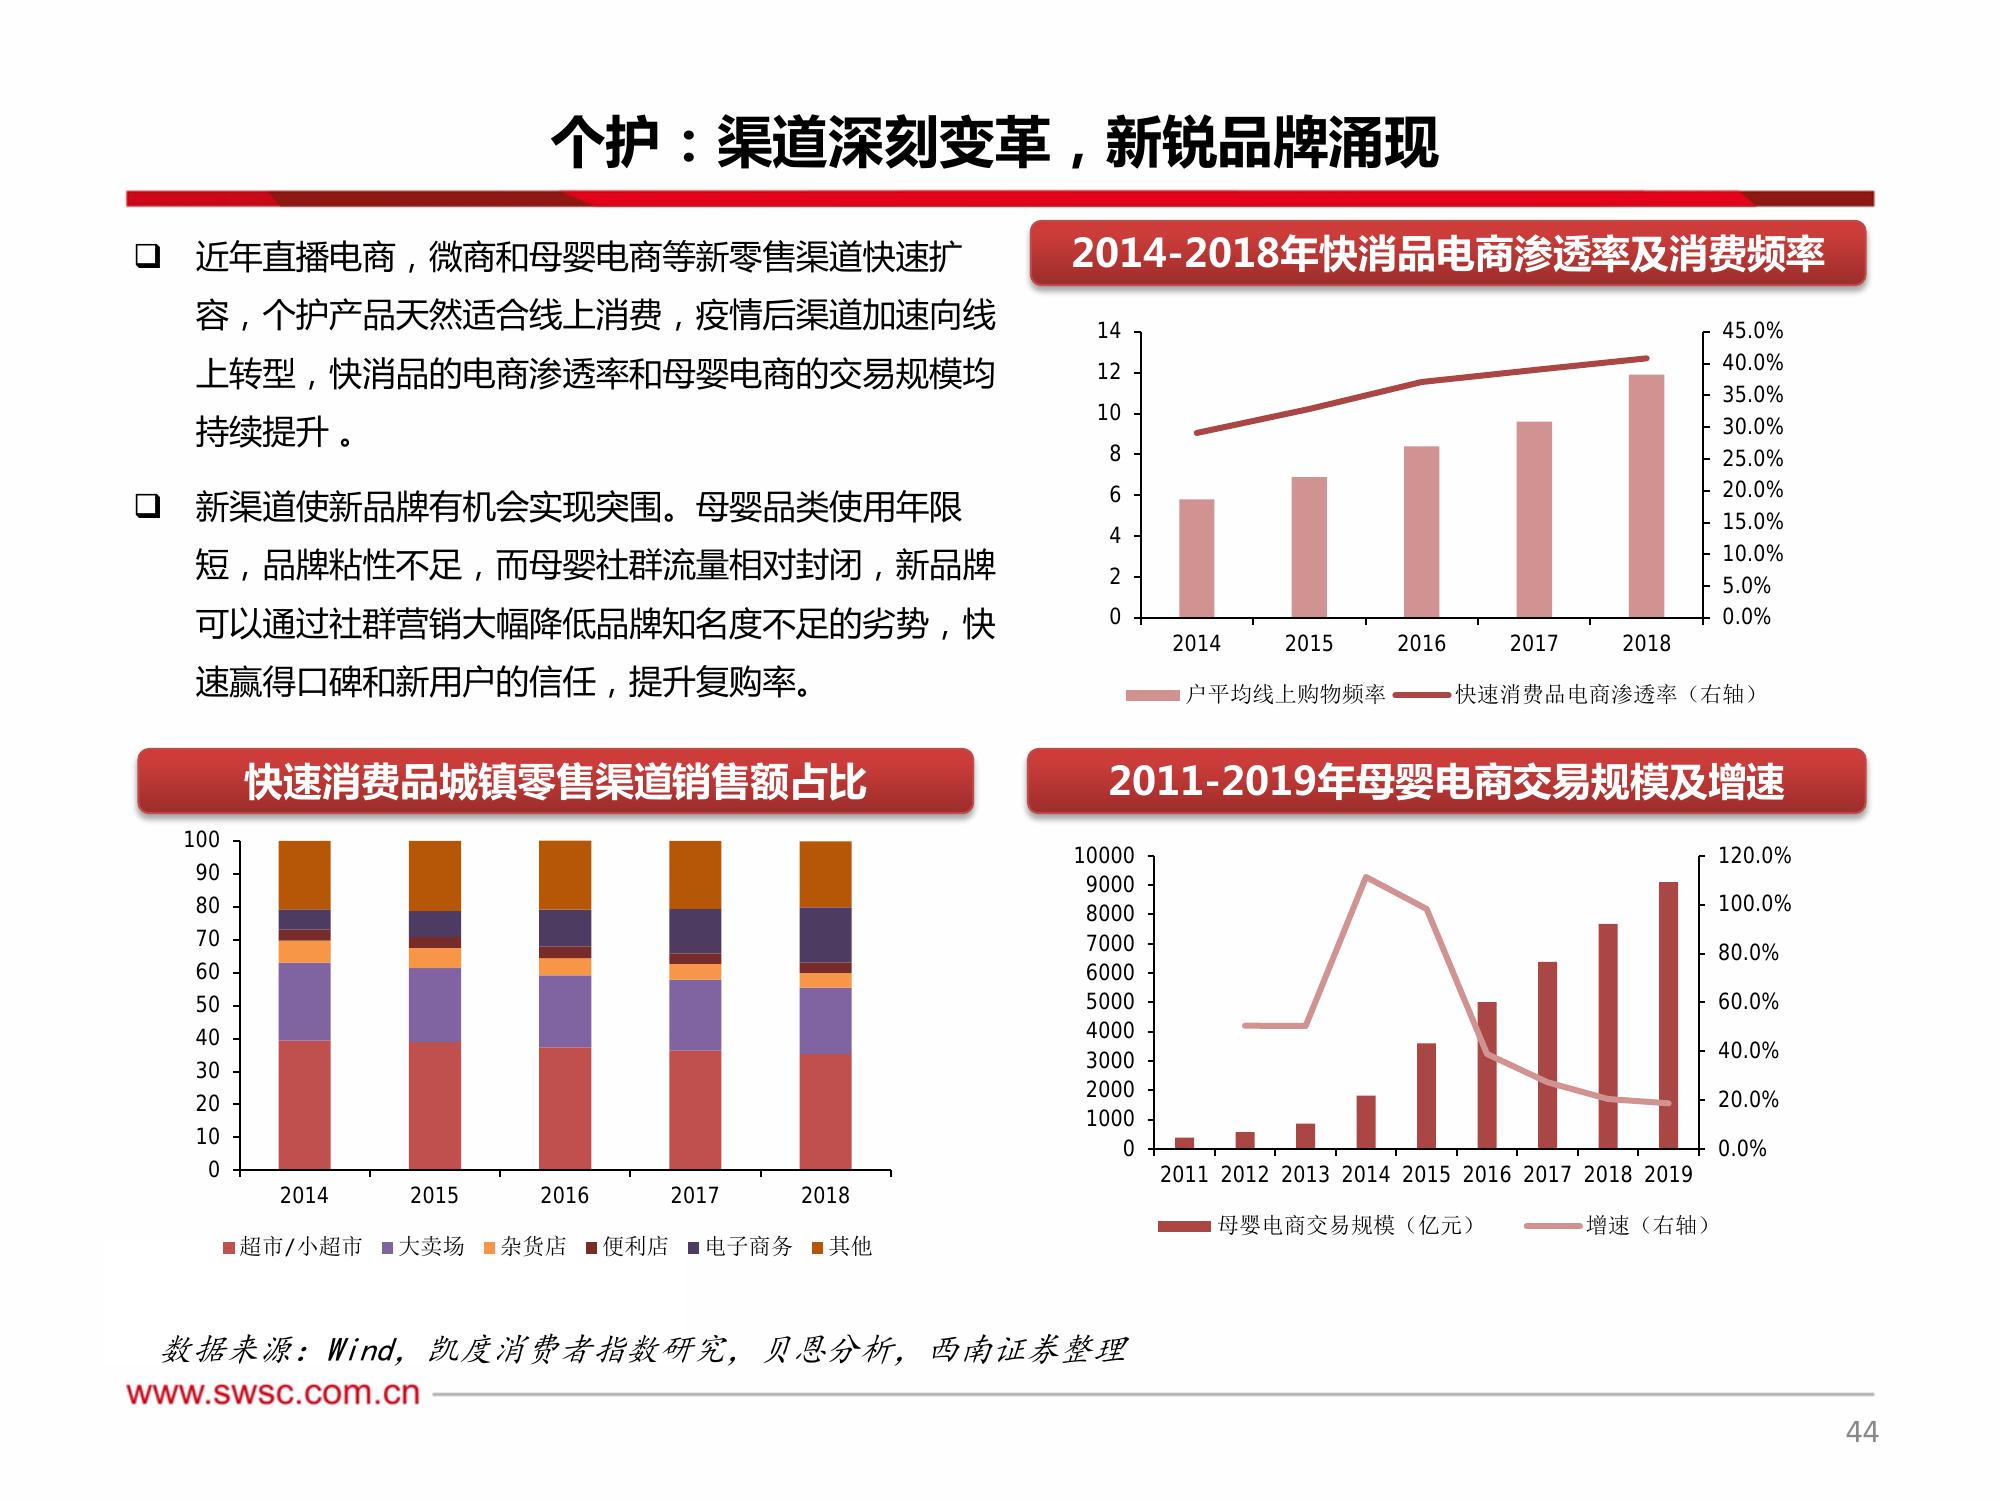 个护：渠道深刻变革，新锐品牌涌现
❑ 近年直播电商，微商和母婴电商等新零售渠道快速扩
容，个护产品天然适合线上消费，疫情后渠道加速向线
上转型，快消品的电商渗透率和母婴电商的交易规模均
持续提升 。
❑ 新渠道使新品牌有机会实现突围。母婴品类使用年限
短，品牌粘性不足，而母婴社群流量相对封闭，新品牌
可以通过社群营销大幅降低品牌知名度不足的劣势，快
速赢得口碑和新用户的信任，提升复购率。
2014-2018年快消品电商渗透率及消费频率
14
12
10
8
6
4
2
0
45.0%
40.0%
35.0%
30.0%
25.0%
20.0%
15.0%
10.0%
5.0%
0.0%
2014 2015 2016 2017 2018
户平均线上购物频率 快速消费品电商渗透率（右轴）
快速消费品城镇零售渠道销售额占比
100
90
80
70
60
50
40
30
20
10
0
2014 2015 2016 2017 2018
超市/小超市 大卖场 杂货店 便利店 电子商务 其他
2011-2019年母婴电商交易规模及增速
10000
9000
8000
7000
6000
5000
4000
3000
2000
1000
0
120.0%
100.0%
80.0%
60.0%
40.0%
20.0%
0.0%
2011 2012 2013 2014 2015 2016 2017 2018 2019
母婴电商交易规模（亿元） 增速（右轴）
数据来源：Wind，凯度消费者指数研究，贝恩分析，西南证券整理
www.swsc.com.cn
44